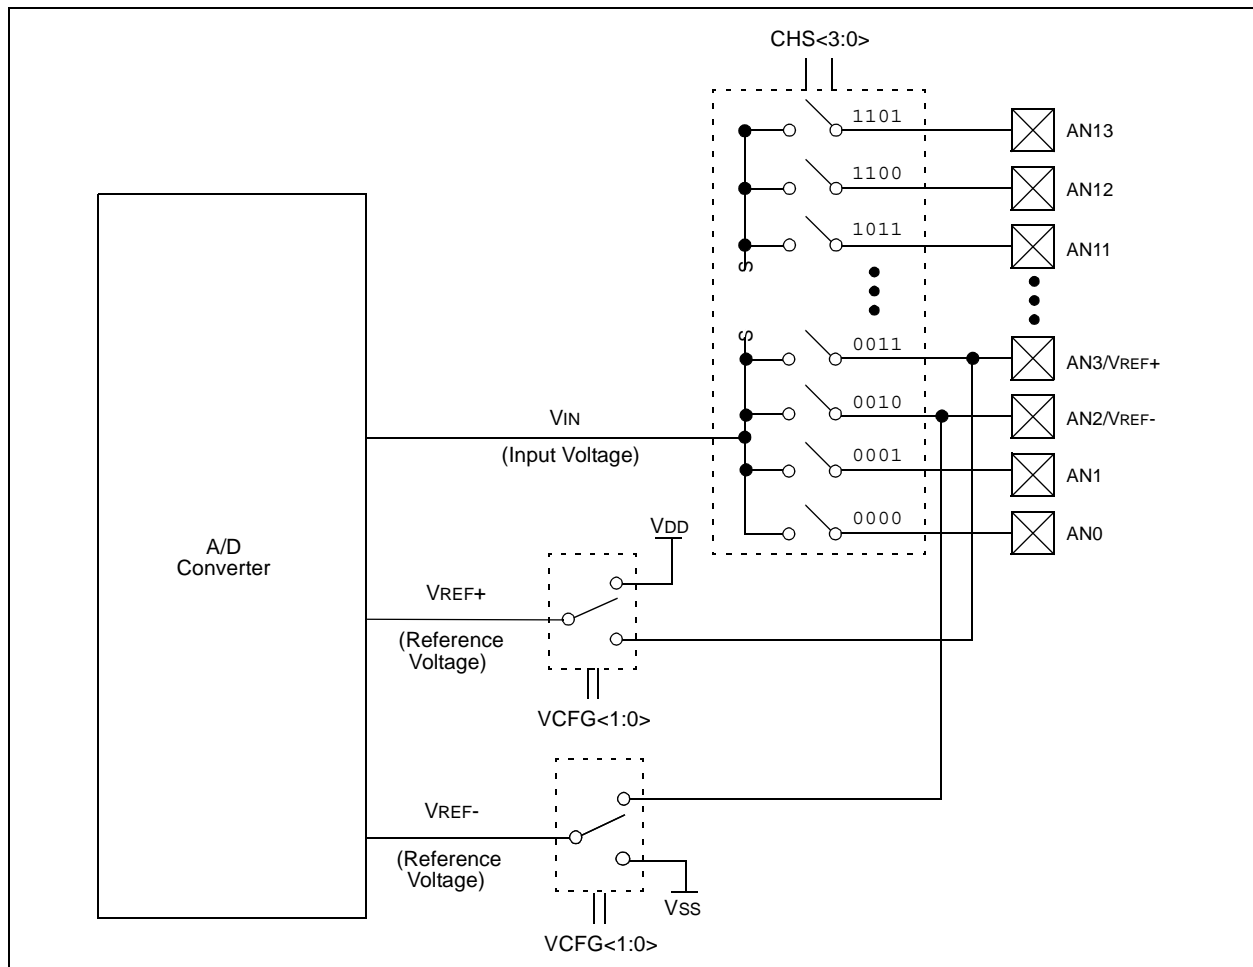 CHS<3:0>
1101
AN13
1100
AN12
1011
AN11
0011
AN3/VREF+
0010
AN2/VREF-
VIN
(Input Voltage)
0001
AN1
0000
AN0
VDD
A/D
Converter
VREF+
(Reference
Voltage)
VCFG<1:0>
VREF-
(Reference
Voltage)
VSS
VCFG<1:0>